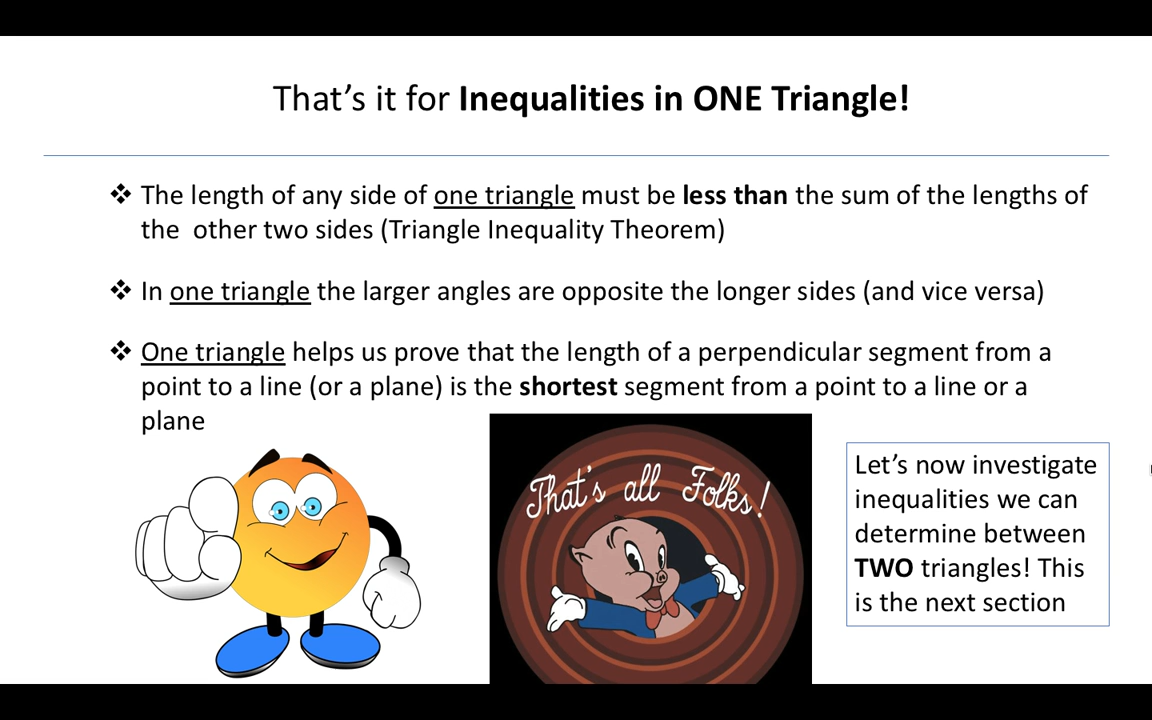 That’s it for Inequalities in ONE Triangle!
❖ The length of any side of one triangle must be less than the sum of the lengths of
the  other two sides (Triangle Inequality Theorem)
❖ In one triangle the larger angles are opposite the longer sides (and vice versa)
❖ One triangle helps us prove that the length of a perpendicular segment from a
point to a line (or a plane) is the shortest segment from a point to a line or a
plane
That's all Folks!
Let’s now investigate
inequalities we can
determine between
TWO triangles! This
is the next section